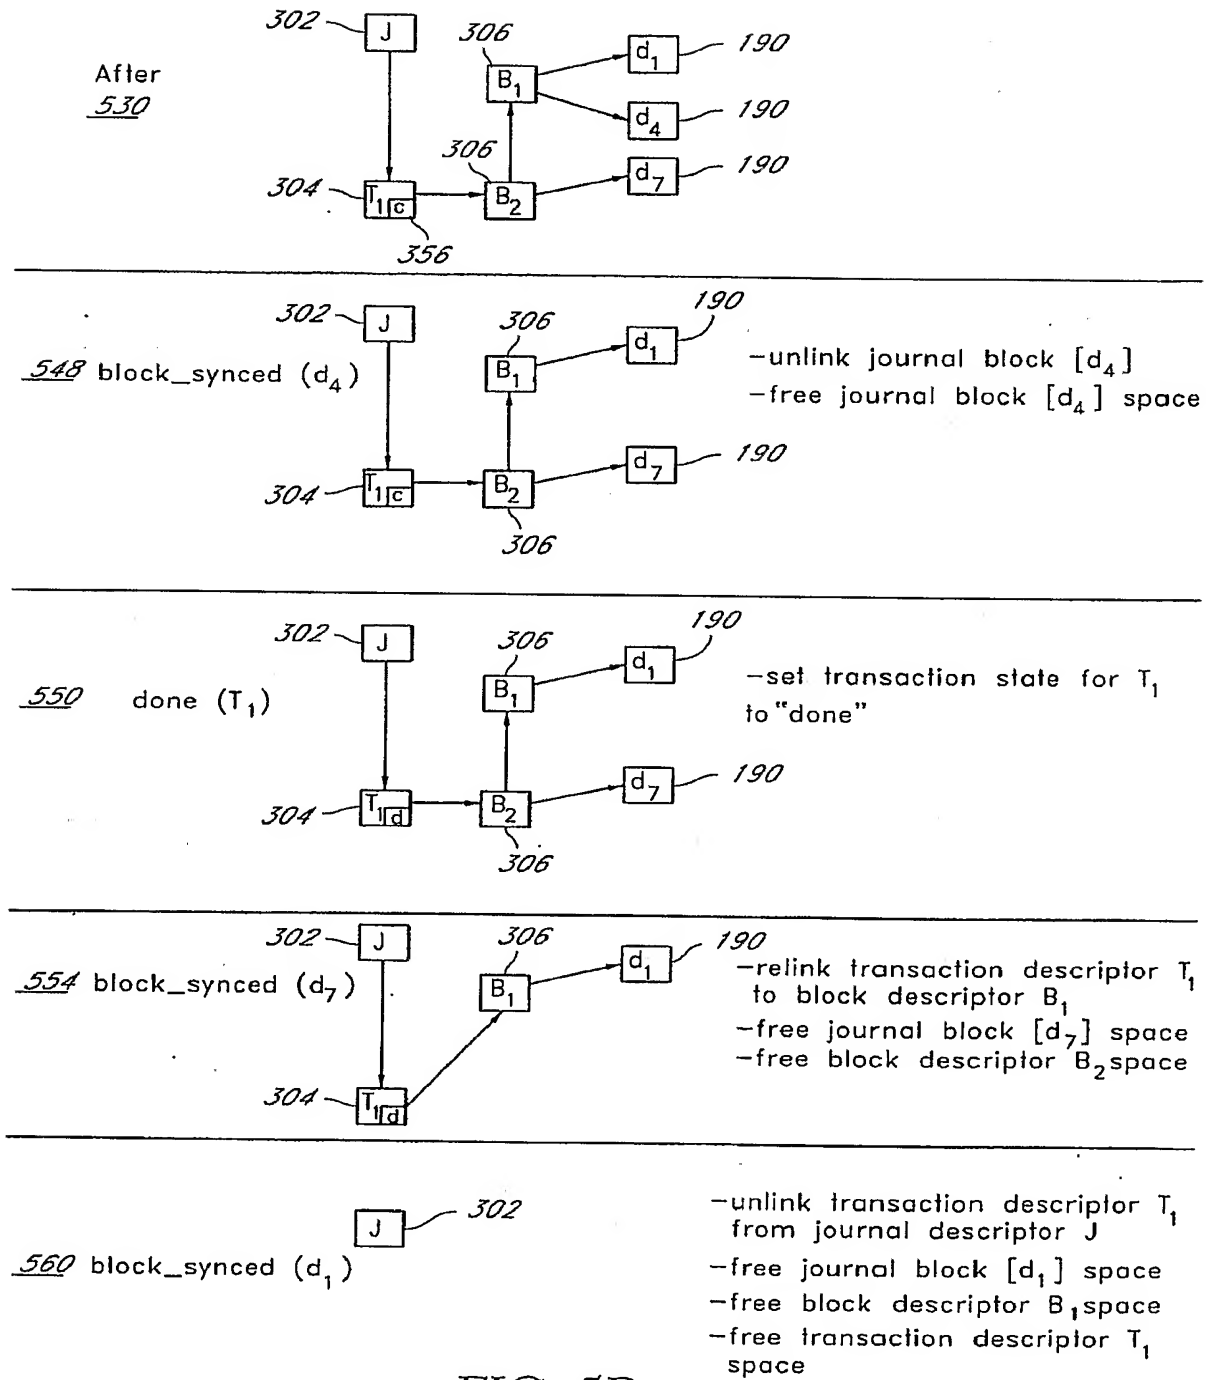 302
J
306
B₁
d₁
190
After
530
d₄
190
306
304
T₁ c
B₂
d₇
190
356
302
J
306
190
d₁
548 block_synced (d₄)
B₁
-unlink journal block [d₄]
-free journal block [d₄] space
304
T₁ c
B₂
d₇
190
306
302
J
306
190
d₁
550 done (T₁)
B₁
-set transaction state for T₁
to "done"
304
T₁ d
B₂
d₇
190
306
302
J
306
190
d₁
554 block_synced (d₇)
B₁
-relink transaction descriptor T₁
to block descriptor B₁
-free journal block [d₇] space
-free block descriptor B₂ space
304
T₁ d
J
302
560 block_synced (d₁)
-unlink transaction descriptor T₁
from journal descriptor J
-free journal block [d₁] space
-free block descriptor B₁ space
-free transaction descriptor T₁
space